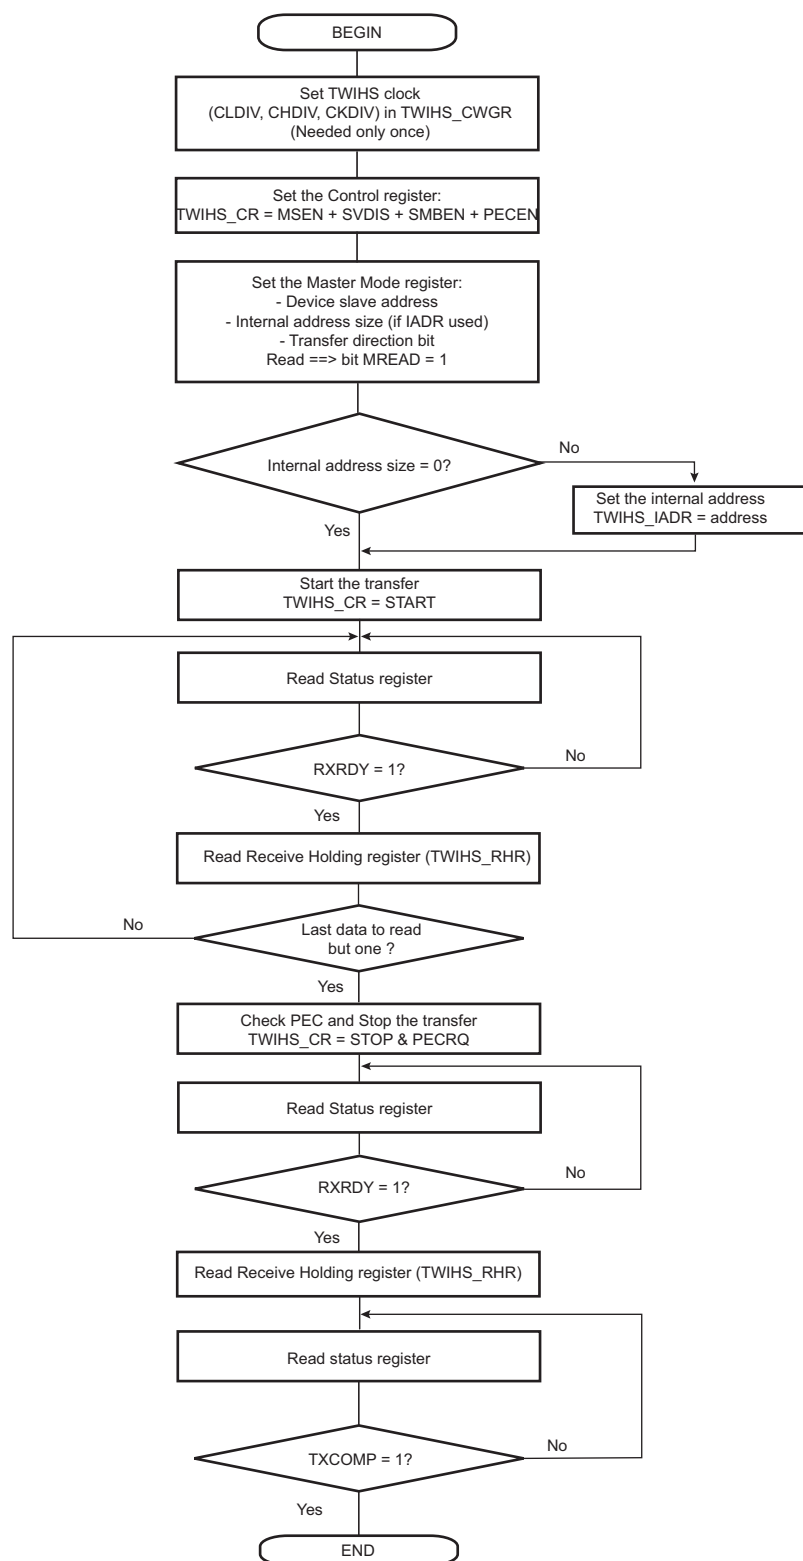 BEGIN
Set TWIHS clock
(CLDIV, CHDIV, CKDIV) in TWIHS_CWGR
(Needed only once)
Set the Control register:
TWIHS_CR = MSEN + SVDIS + SMBEN + PECEN
Set the Master Mode register:
- Device slave address
- Internal address size (if IADR used)
- Transfer direction bit
Read ==> bit MREAD = 1
Internal address size = 0?
No
Set the internal address
TWIHS_IADR = address
Yes
Start the transfer
TWIHS_CR = START
Read Status register
RXRDY = 1?
No
Yes
Read Receive Holding register (TWIHS_RHR)
No
Last data to read
but one ?
Yes
Check PEC and Stop the transfer
TWIHS_CR = STOP & PECRQ
Read Status register
RXRDY = 1?
No
Yes
Read Receive Holding register (TWIHS_RHR)
Read status register
TXCOMP = 1?
No
Yes
END